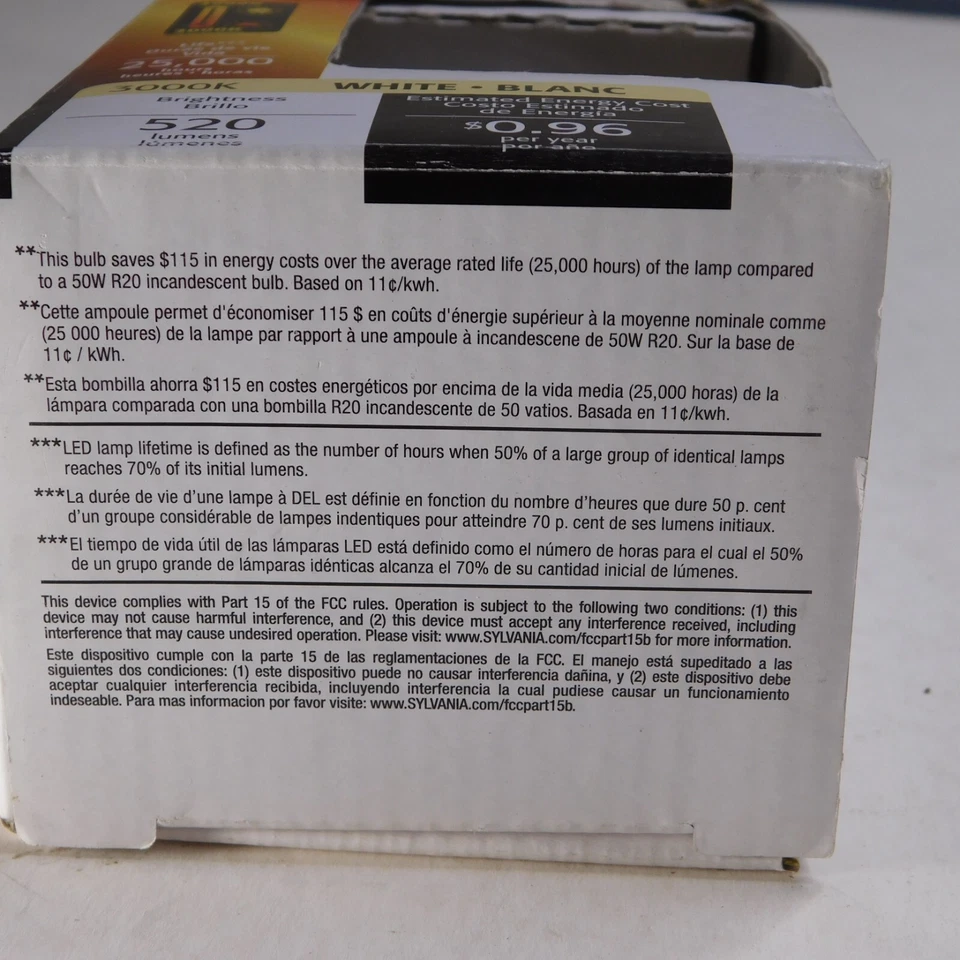 3000K
Life
Durée de vie
Vida
25,000
hours
heures • horas
3000K WHITE • BLANC
Brightness
Brillo
520
lumens
lúmenes
Estimated Energy Cost
Costo Estimado
de Energía
$0.96
per year
por año
**This bulb saves $115 in energy costs over the average rated life (25,000 hours) of the lamp compared
to a 50W R20 incandescent bulb. Based on 11¢/kwh.
**Cette ampoule permet d'économiser 115 $ en coûts d'énergie supérieur à la moyenne nominale comme
(25 000 heures) de la lampe par rapport à une ampoule à incandescene de 50W R20. Sur la base de
11¢ / kWh.
**Esta bombilla ahorra $115 en costes energéticos por encima de la vida media (25,000 horas) de la
lámpara comparada con una bombilla R20 incandescente de 50 vatios. Basada en 11¢/kwh.
***LED lamp lifetime is defined as the number of hours when 50% of a large group of identical lamps
reaches 70% of its initial lumens.
***La durée de vie d'une lampe à DEL est définie en fonction du nombre d'heures que dure 50 p. cent
d'un groupe considérable de lampes indentiques pour atteindre 70 p. cent de ses lumens initiaux.
***El tiempo de vida útil de las lámparas LED está definido como el número de horas para el cual el 50%
de un grupo grande de lámparas idénticas alcanza el 70% de su cantidad inicial de lúmenes.
This device complies with Part 15 of the FCC rules. Operation is subject to the following two conditions: (1) this
device may not cause harmful interference, and (2) this device must accept any interference received, including
interference that may cause undesired operation. Please visit: www.SYLVANIA.com/fccpart15b for more information.
Este dispositivo cumple con la parte 15 de las reglamentaciones de la FCC. El manejo está supeditado a las
siguientes dos condiciones: (1) este dispositivo puede no causar interferencia dañina, y (2) este dispositivo debe
aceptar cualquier interferencia recibida, incluyendo interferencia la cual pudiese causar un funcionamiento
indeseable. Para mas informacion por favor visite: www.SYLVANIA.com/fccpart15b.